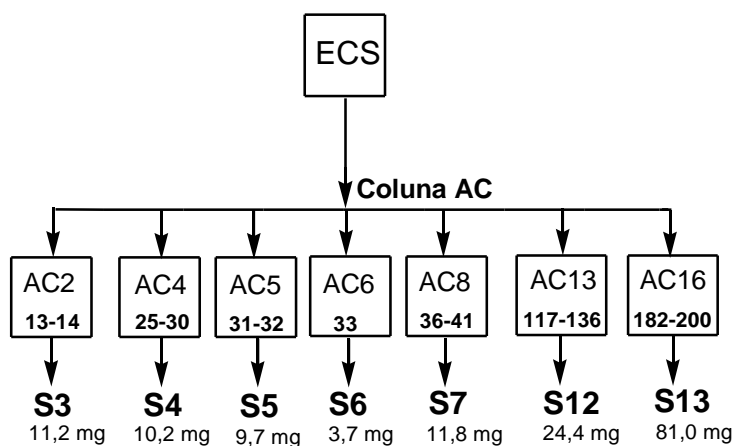 ECS
Coluna AC
AC2 AC4 AC5 AC6 AC8 AC13 AC16
13-14 25-30 31-32 33 36-41 117-136 182-200
S3 S4 S5 S6 S7 S12 S13
11,2 mg 10,2 mg 9,7 mg 3,7 mg 11,8 mg 24,4 mg 81,0 mg